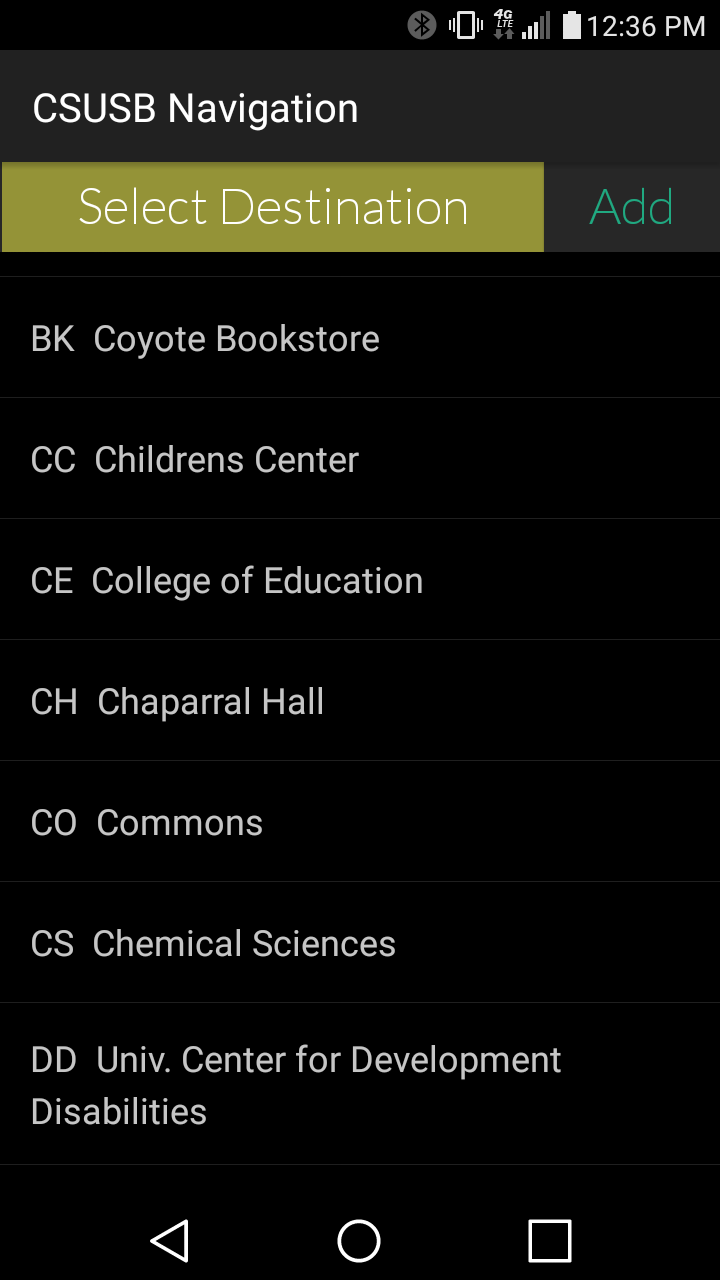 4G LTE 12:36 PM
CSUSB Navigation
Select Destination Add
BK Coyote Bookstore
CC Childrens Center
CE College of Education
CH Chaparral Hall
CO Commons
CS Chemical Sciences
DD Univ. Center for Development
Disabilities